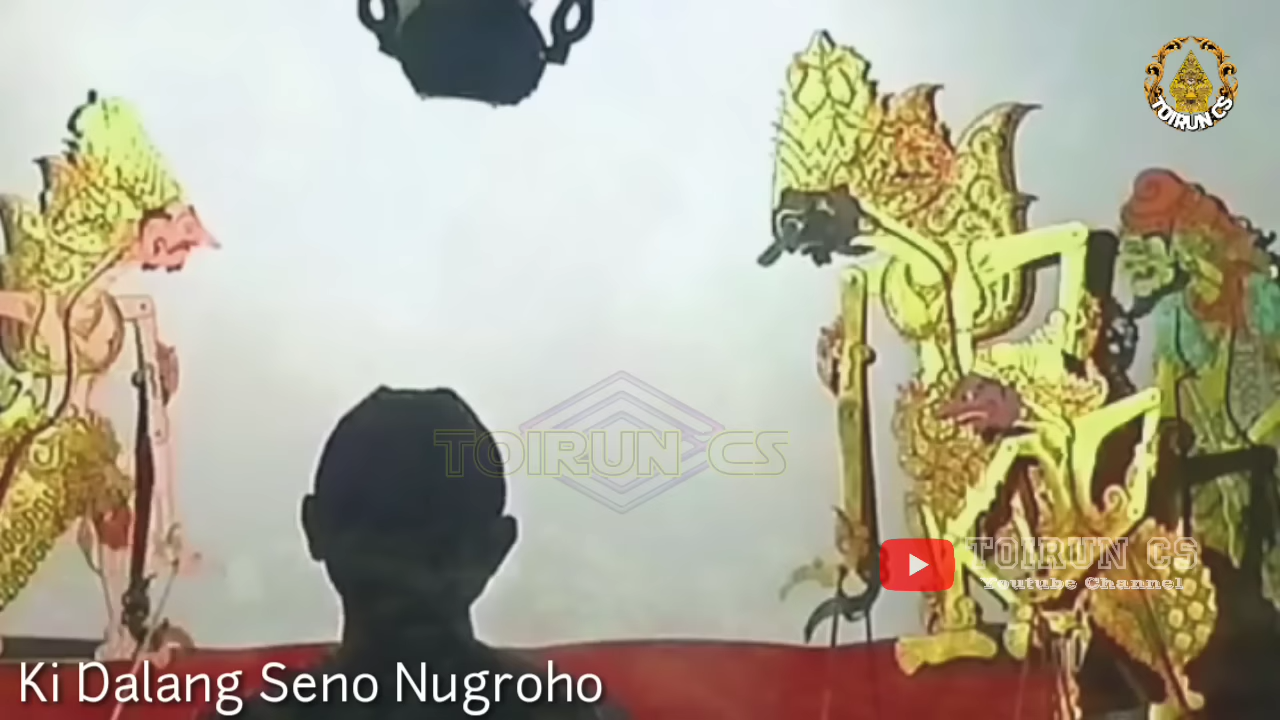 TOIRUN CS
TOIRUN CS
TOIRUN CS
Youtube Channel
Ki Dalang Seno Nugroho